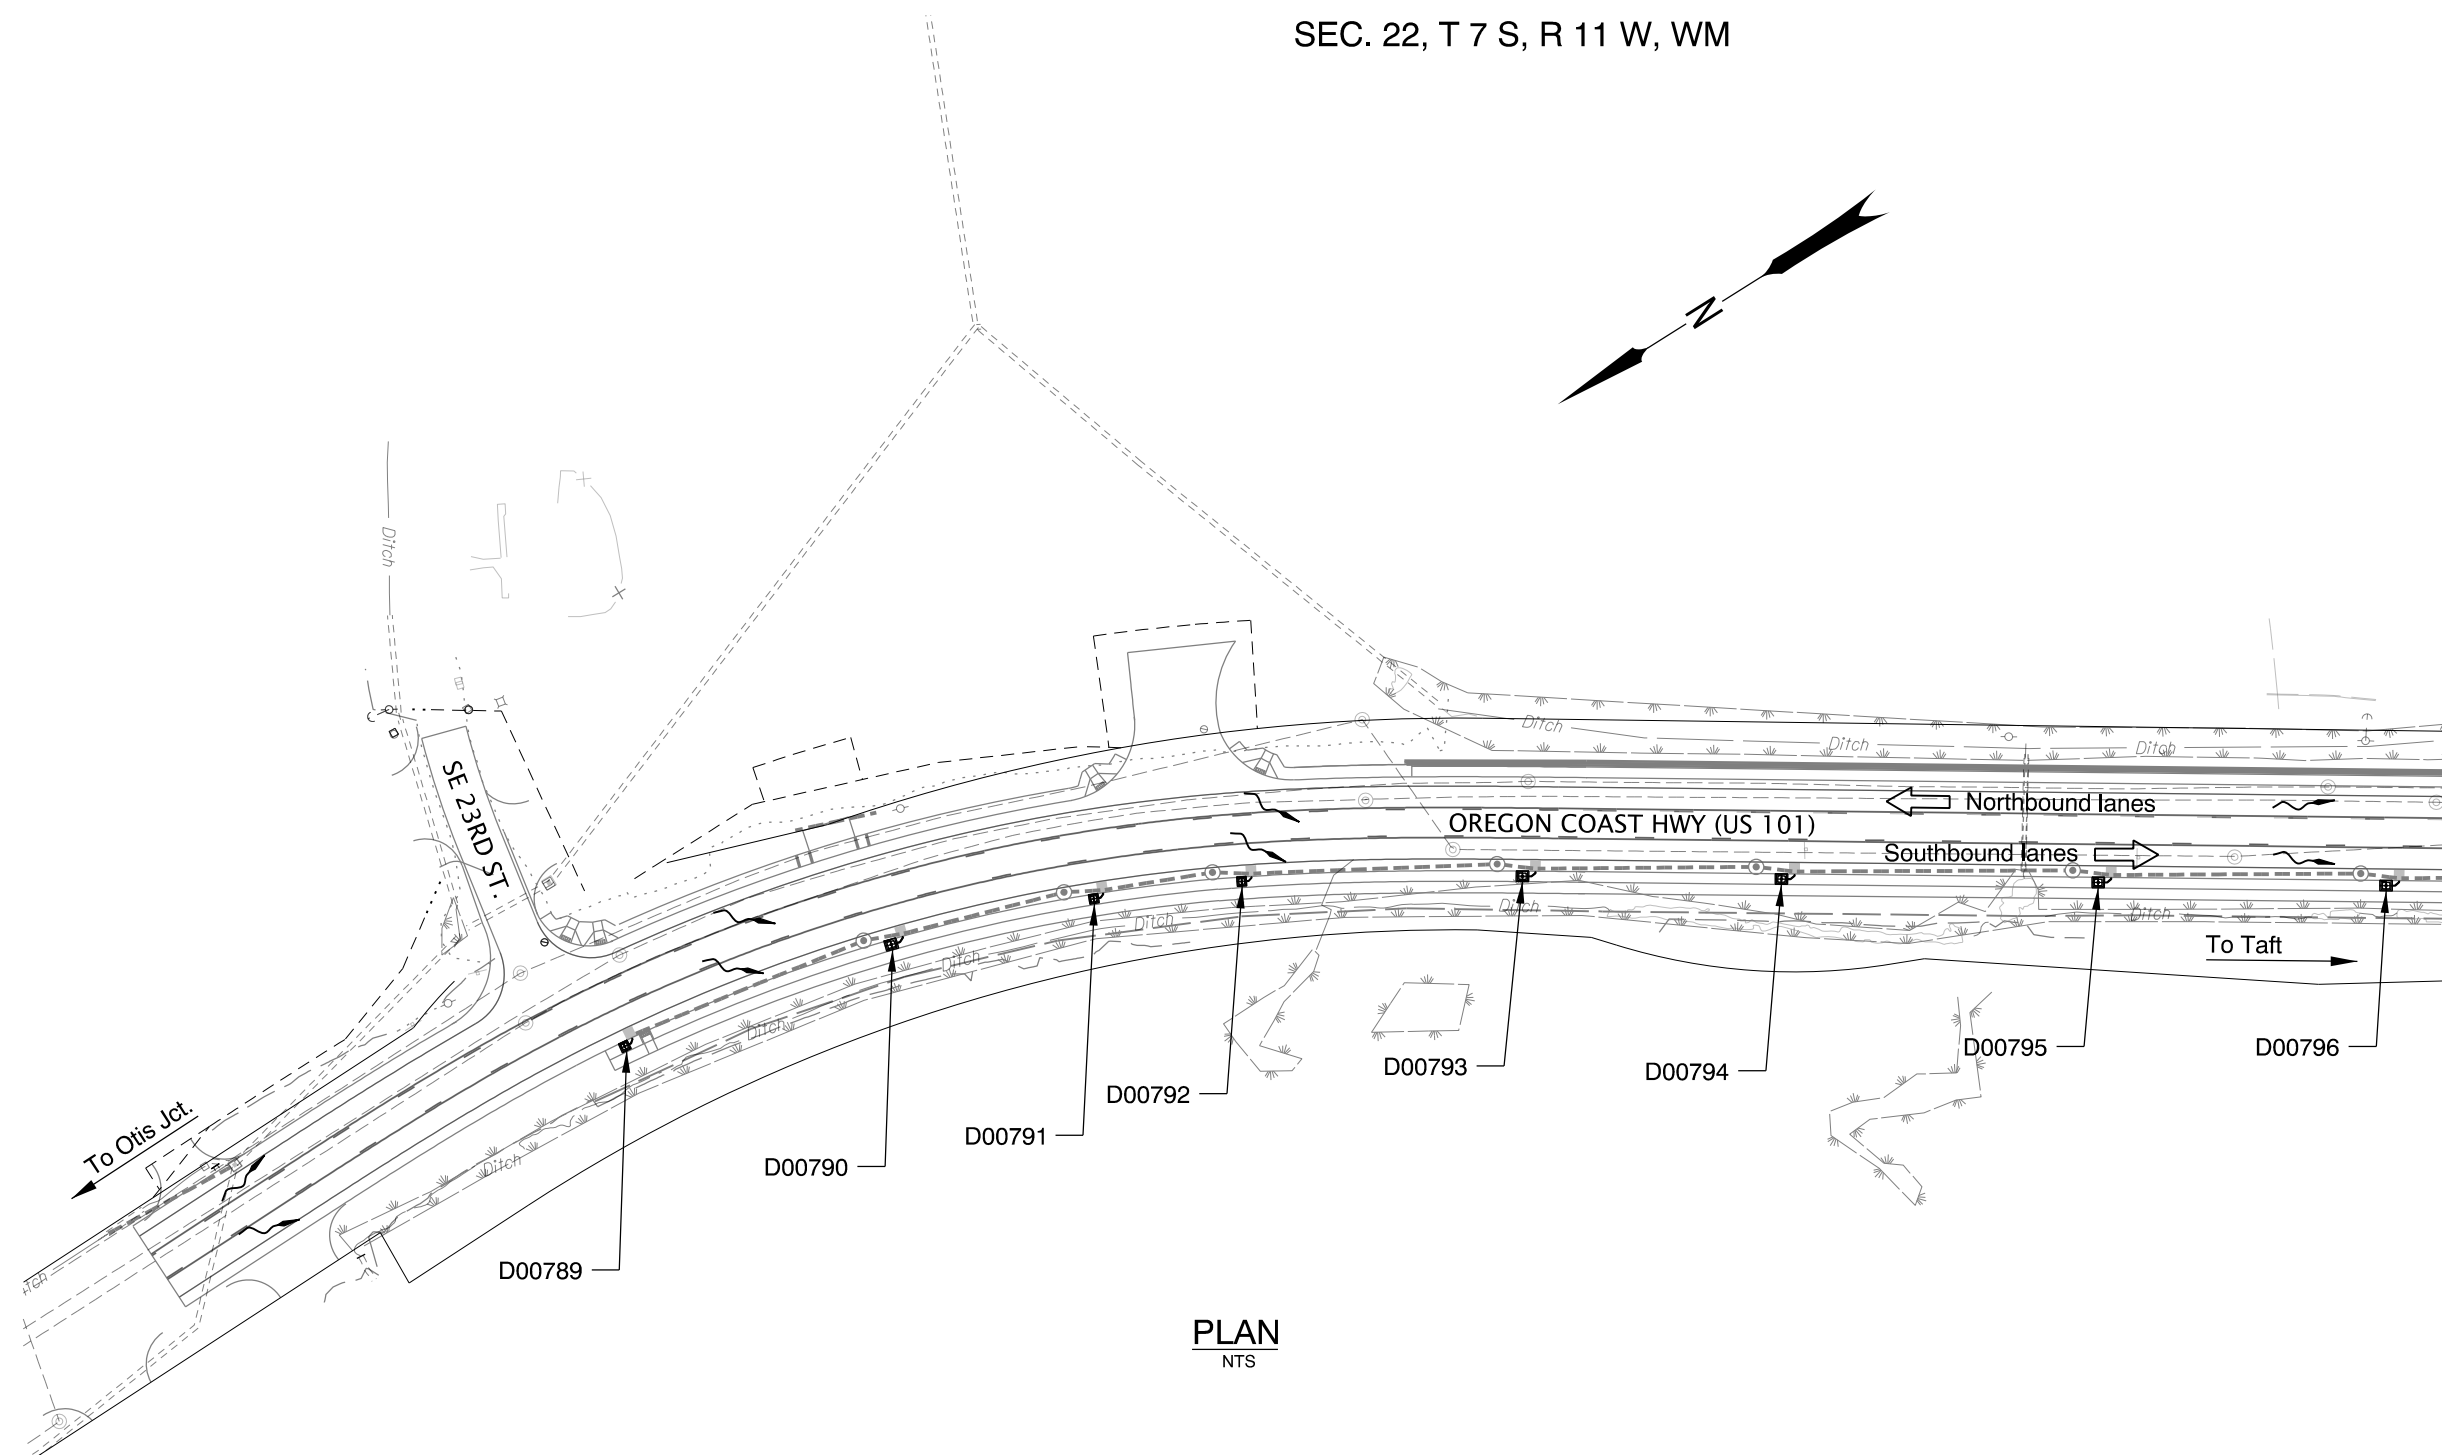 SEC. 22, T 7 S, R 11 W, WM
N
Ditch
SE 23RD ST.
Ditch
Ditch
Ditch
Northbound lanes
OREGON COAST HWY (US 101)
Southbound lanes
Ditch
Ditch
Ditch
To Taft
Ditch
Ditch
Ditch
D00796
D00795
D00794
D00793
D00792
D00791
D00790
D00789
To Otis Jct.
tch
PLAN
NTS